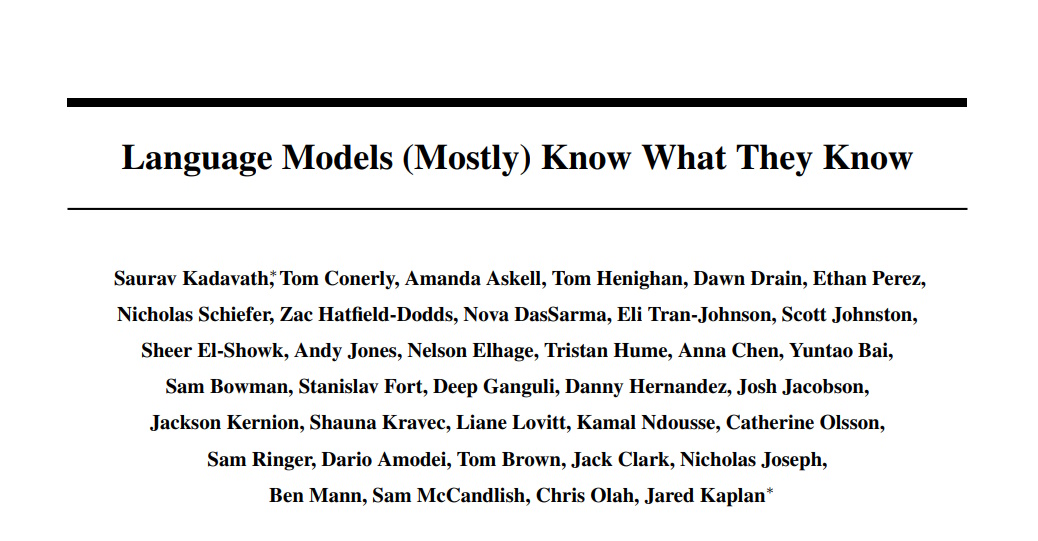 Language Models (Mostly) Know What They Know
Saurav Kadavath,* Tom Conerly, Amanda Askell, Tom Henighan, Dawn Drain, Ethan Perez,
Nicholas Schiefer, Zac Hatfield-Dodds, Nova DasSarma, Eli Tran-Johnson, Scott Johnston,
Sheer El-Showk, Andy Jones, Nelson Elhage, Tristan Hume, Anna Chen, Yuntao Bai,
Sam Bowman, Stanislav Fort, Deep Ganguli, Danny Hernandez, Josh Jacobson,
Jackson Kernion, Shauna Kravec, Liane Lovitt, Kamal Ndousse, Catherine Olsson,
Sam Ringer, Dario Amodei, Tom Brown, Jack Clark, Nicholas Joseph,
Ben Mann, Sam McCandlish, Chris Olah, Jared Kaplan*